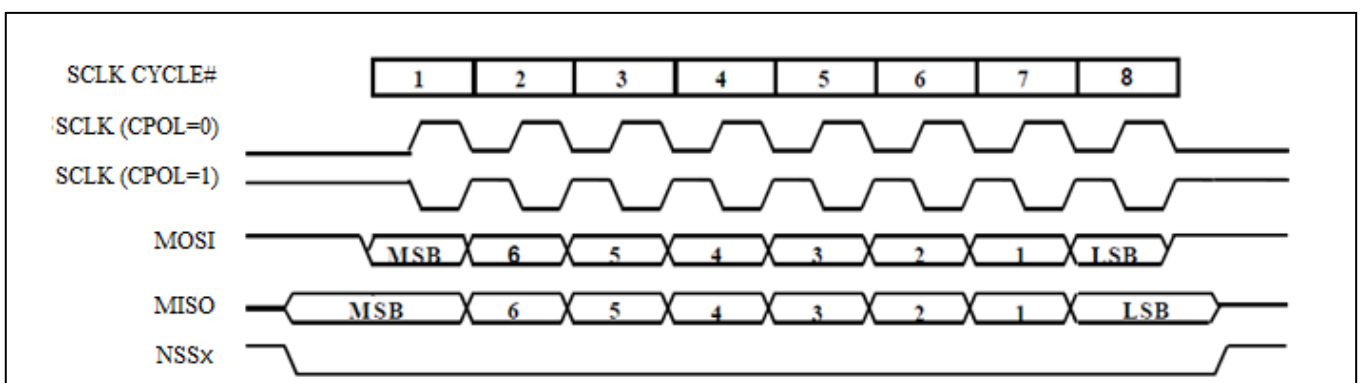 SCLK CYCLE# 1 2 3 4 5 6 7 8
SCLK (CPOL=0)
SCLK (CPOL=1)
MOSI MSB 6 5 4 3 2 1 LSB
MISO MSB 6 5 4 3 2 1 LSB
NSSx